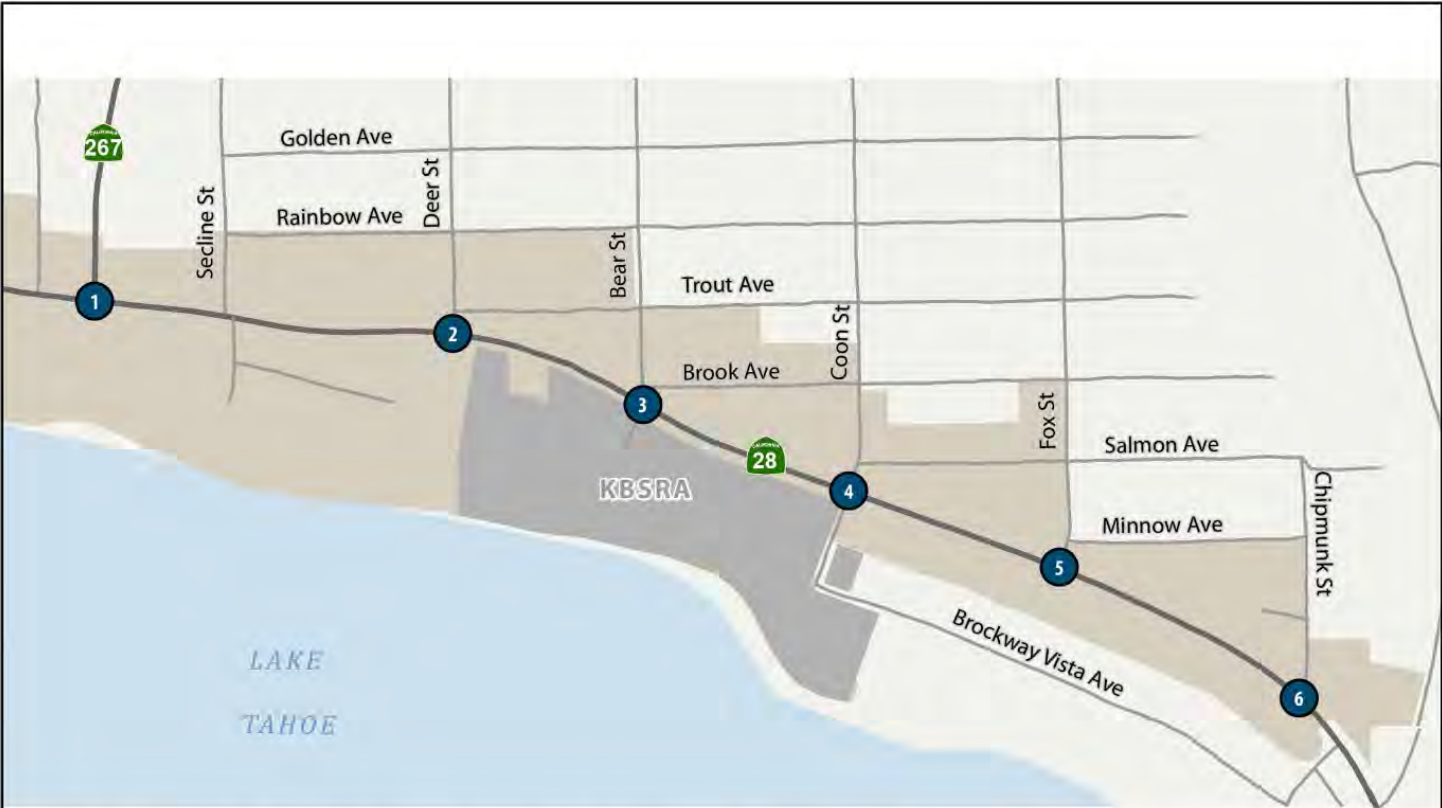 CALIFORNIA
267
Golden Ave
Deer St
Secline St
Rainbow Ave
Bear St
Trout Ave
1
2
Coon St
Brook Ave
3
Fox St
CALIFORNIA
28
Salmon Ave
KBSRA
4
Chipmunk St
Minnow Ave
5
Brockway Vista Ave
LAKE
TAHOE
6